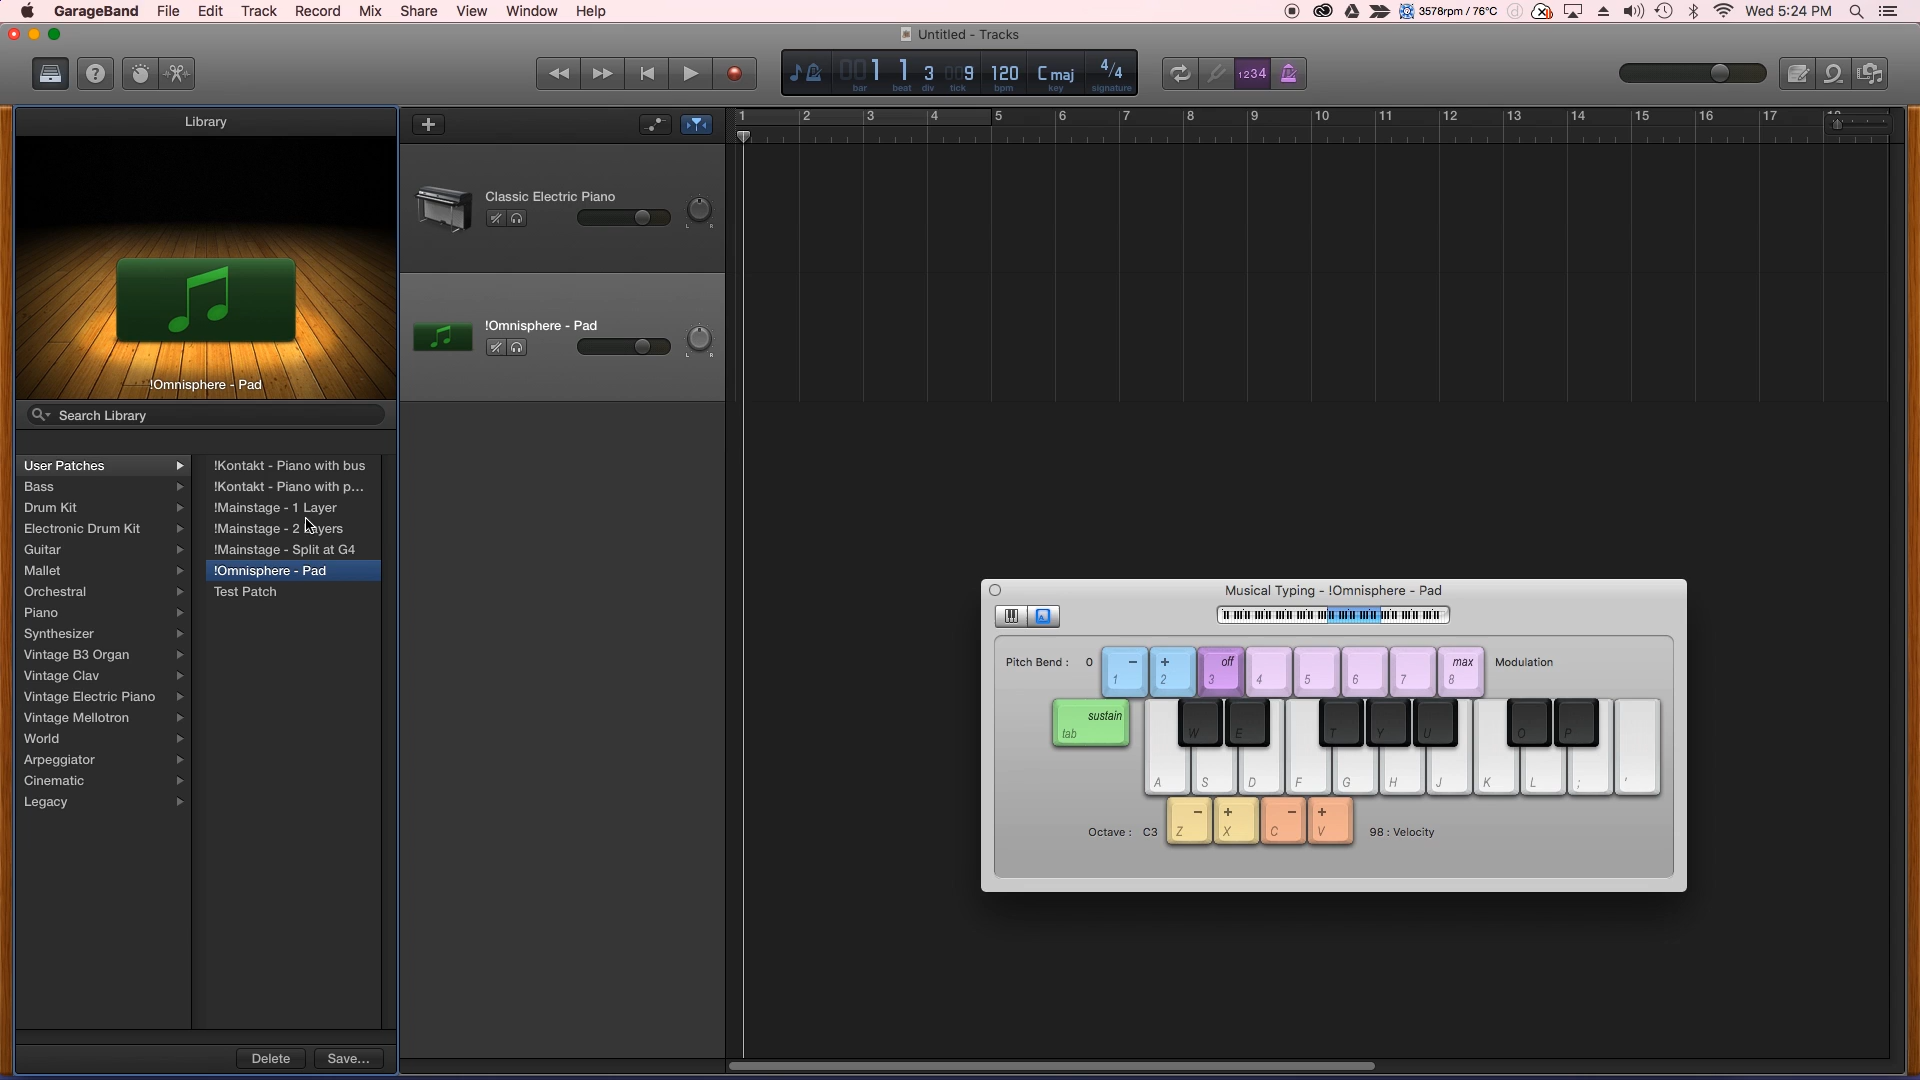 GarageBand File Edit Track Record Mix Share View Window Help 3578rpm / 76°C Wed 5:24 PM
Untitled - Tracks
1 1 3 9 120 C maj 4/4
bar beat div tick bpm key signature
1234
Library
1 2 3 4 5 6 7 8 9 10 11 12 13 14 15 16 17
Classic Electric Piano
L R
!Omnisphere - Pad
L R
!Omnisphere - Pad
Search Library
User Patches
Bass
Drum Kit
Electronic Drum Kit
Guitar
Mallet
Orchestral
Piano
Synthesizer
Vintage B3 Organ
Vintage Clav
Vintage Electric Piano
Vintage Mellotron
World
Arpeggiator
Cinematic
Legacy
!Kontakt - Piano with bus
!Kontakt - Piano with p...
!Mainstage - 1 Layer
!Mainstage - 2 Layers
!Mainstage - Split at G4
!Omnisphere - Pad
Test Patch
Delete Save...
Musical Typing - !Omnisphere - Pad
Pitch Bend : 0 − + off max Modulation
1 2 3 4 5 6 7 8
sustain
tab W E T Y U O P
A S D F G H J K L ; '
− + − +
Octave : C3 Z X C V 98 : Velocity